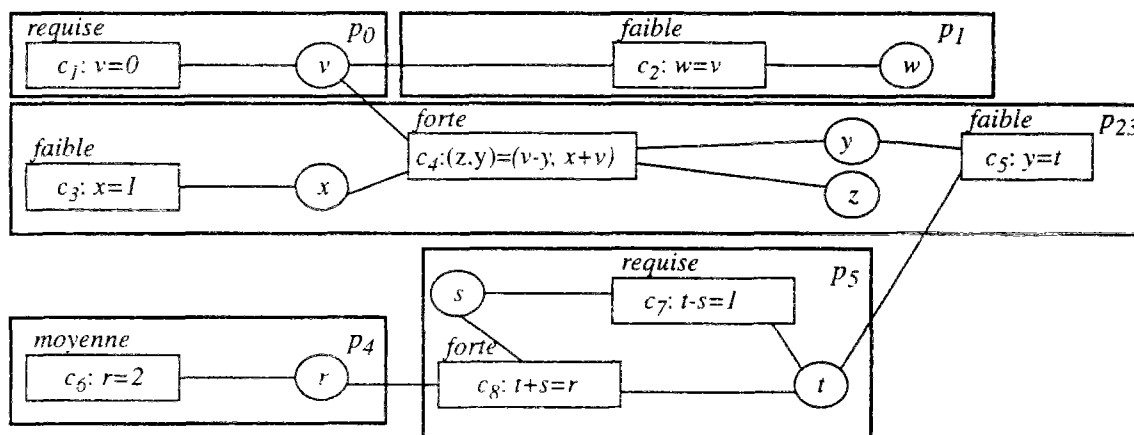 requise
p0
c1: v=0
v
faible
p1
c2: w=v
w
faible
c3: x=1
x
forte
c4:(z,y)=(v-y, x+v)
y
z
faible
p23
c5: y=t
moyenne
p4
c6: r=2
r
s
requise
p5
c7: t-s=1
forte
c8: t+s=r
t